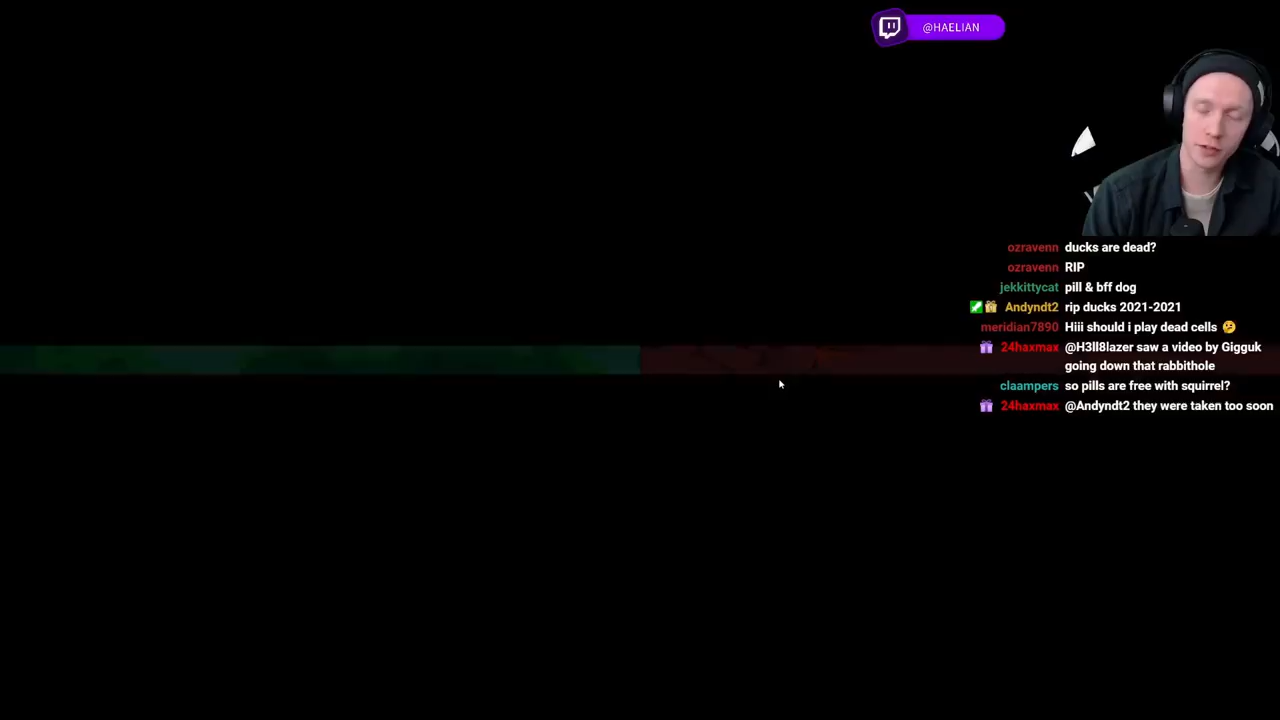 @HAELIAN
ozravenn ducks are dead?
ozravenn RIP
jekkittycat pill & bff dog
Andyndt2 rip ducks 2021-2021
meridian7890 Hiii should i play dead cells 🤔
24haxmax @H3ll8lazer saw a video by Gigguk
going down that rabbithole
claampers so pills are free with squirrel?
24haxmax @Andyndt2 they were taken too soon